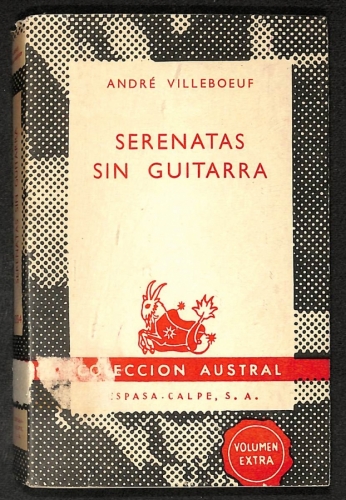 ANDRÉ VILLEBOEUF
SERENATAS
SIN GUITARRA
COLECCION AUSTRAL
ESPASA-CALPE, S. A.
VOLUMEN
EXTRA